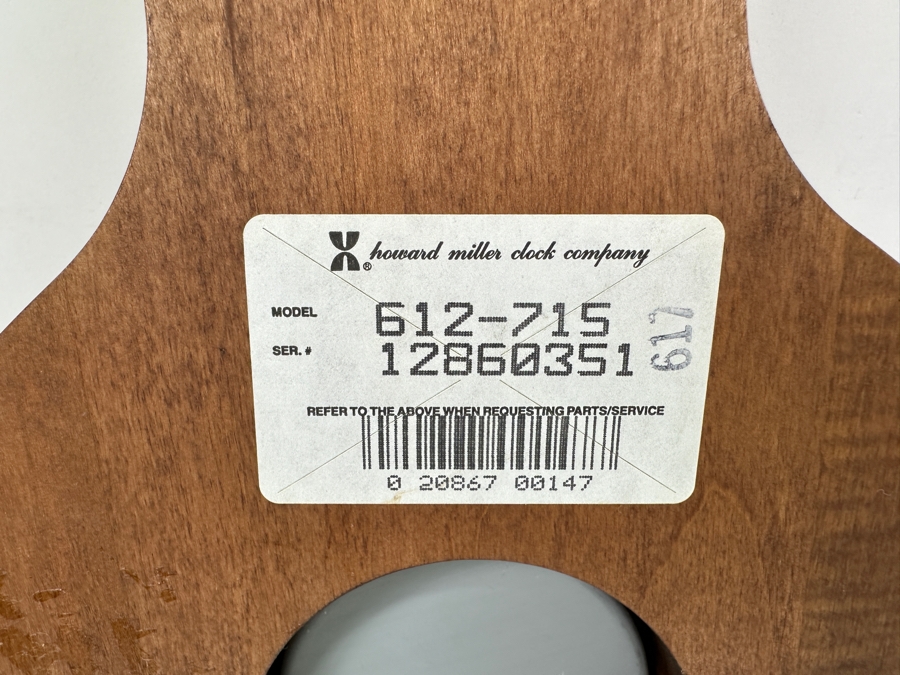 howard miller clock company ®
MODEL 612-715
SER. # 12860351
617
REFER TO THE ABOVE WHEN REQUESTING PARTS/SERVICE
0 20867 00147